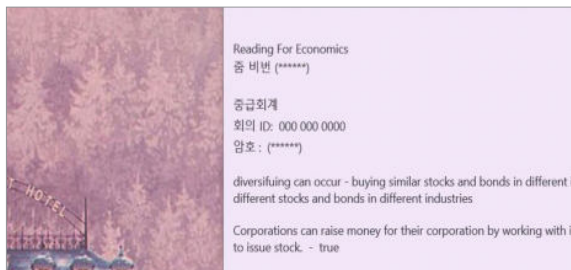 Reading For Economics
줌 비번 (******)
중급회계
회의 ID: 000 000 0000
암호 : (******)
diversifuing can occur - buying similar stocks and bonds in different
different stocks and bonds in different industries
Corporations can raise money for their corporation by working with
to issue stock. - true
HOTEL